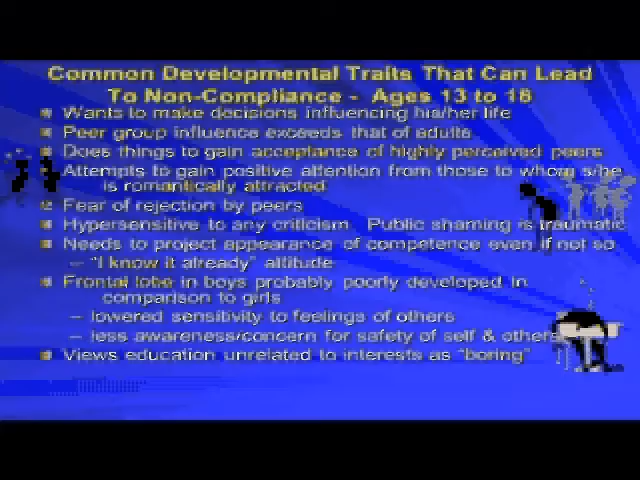 Common Developmental Traits That Can Lead
To Non-Compliance - Ages 13 to 18
Wants to make decisions influencing his/her life
Peer group influence exceeds that of adults
Does things to gain acceptance of highly perceived peers
Attempts to gain positive attention from those to whom s/he
is romantically attracted
Fear of rejection by peers
Hypersensitive to any criticism. Public shaming is traumatic
Needs to project appearance of competence even if not so
– "I know it already" attitude
Frontal lobe in boys probably poorly developed in
comparison to girls
– lowered sensitivity to feelings of others
– less awareness/concern for safety of self & others
Views education unrelated to interests as "boring"